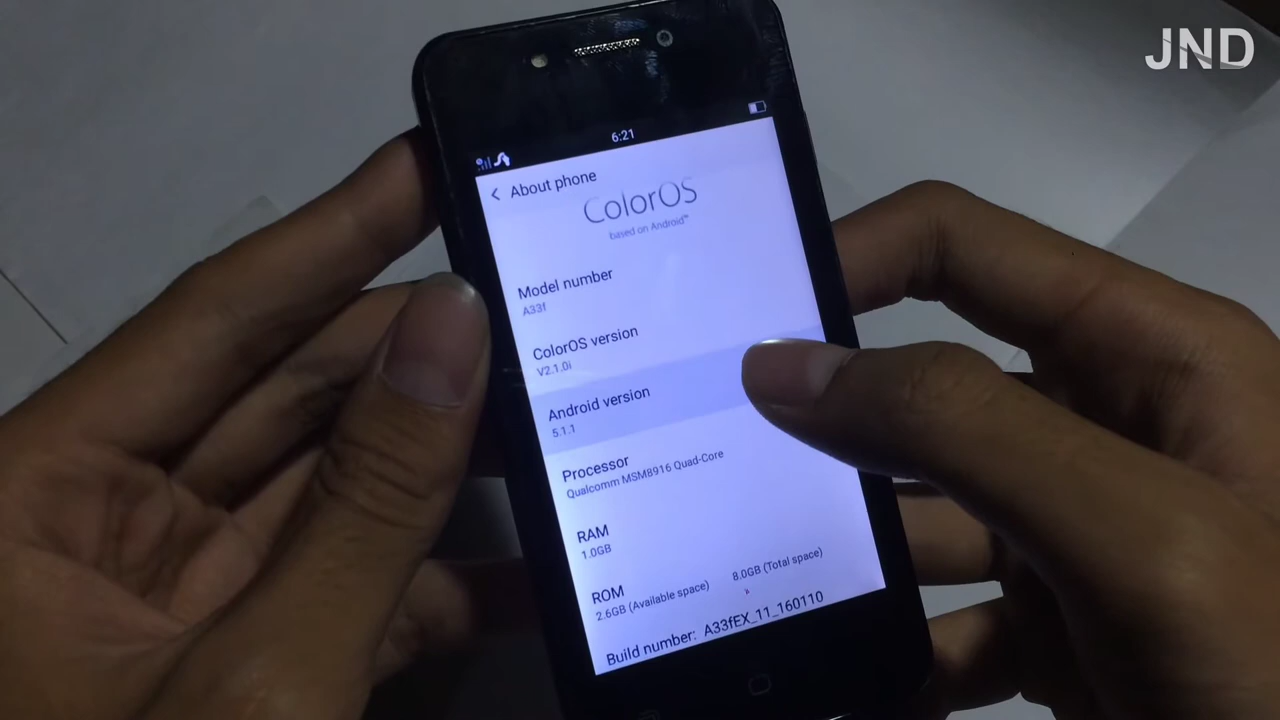 JND
6:21
About phone
ColorOS
based on Android™
Model number
A33f
ColorOS version
V2.1.0i
Android version
5.1.1
Processor
Qualcomm MSM8916 Quad-Core
RAM
1.0GB
ROM
2.6GB (Available space) 8.0GB (Total space)
Build number: A33fEX_11_160110